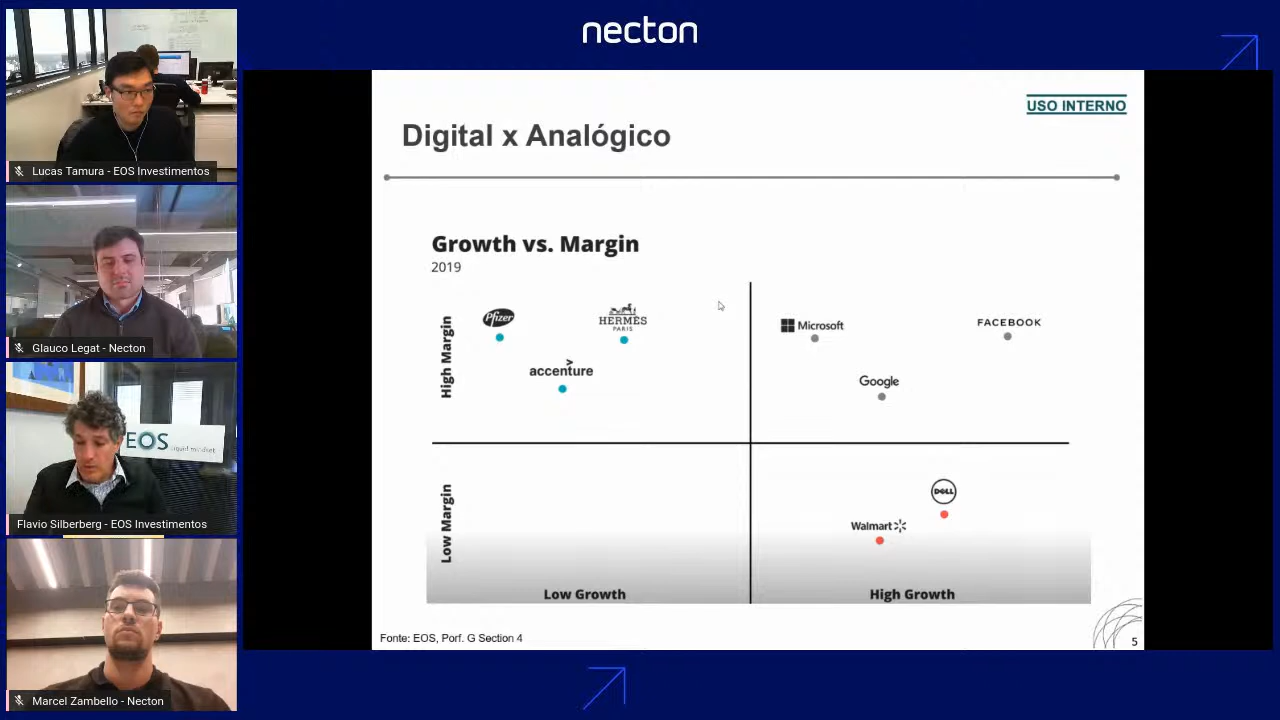 necton
Lucas Tamura - EOS Investimentos
Glauco Legat - Necton
EOS
liquid mindset
Flavio Silberberg - EOS Investimentos
Marcel Zambello - Necton
USO INTERNO
Digital x Analógico
Growth vs. Margin
2019
High Margin
Pfizer
HERMÈS
PARIS
accenture
Microsoft
FACEBOOK
Google
Low Margin
DELL
Walmart
Low Growth
High Growth
Fonte: EOS, Porf. G Section 4
5